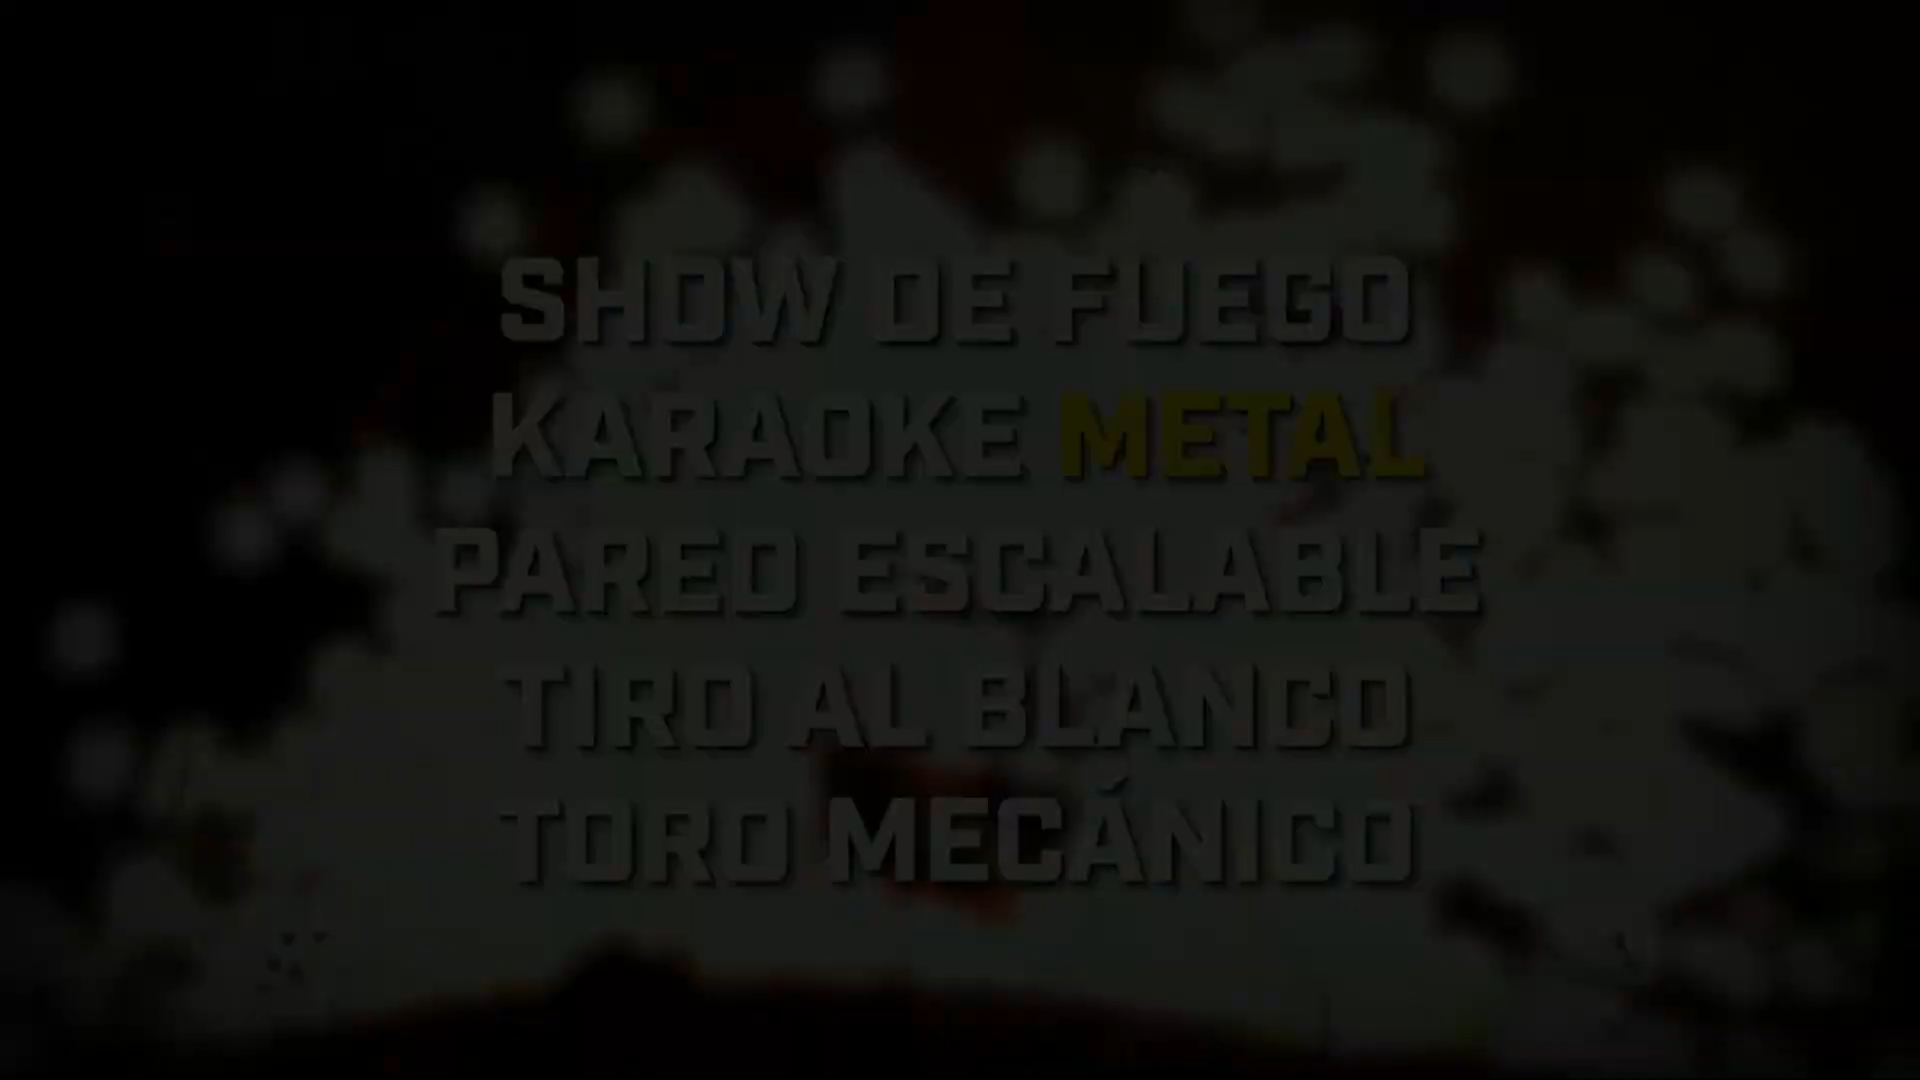 SHOW DE FUEGO
KARAOKE METAL
PARED ESCALABLE
TIRO AL BLANCO
TORO MECÁNICO